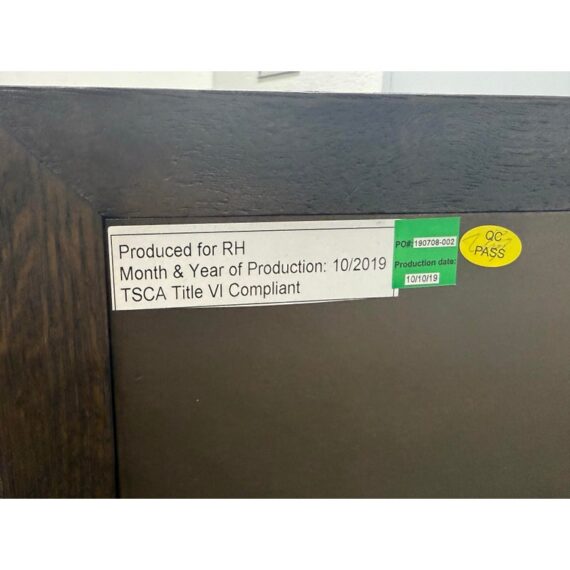 Produced for RH
Month & Year of Production: 10/2019
TSCA Title VI Compliant
PO#: 190708-002
Production date:
10/10/19
QC
PASS